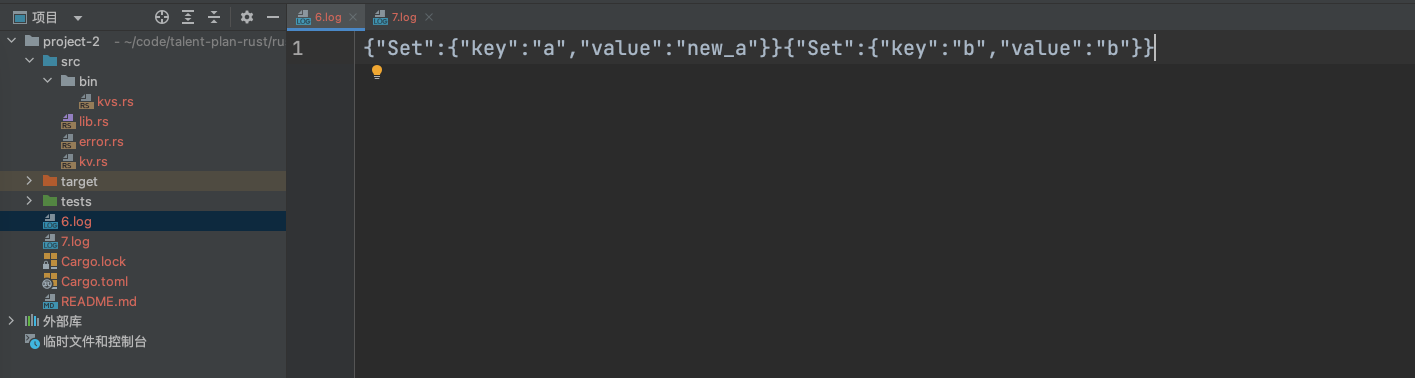 项目
6.log
7.log
project-2 - ~/code/talent-plan-rust/ru
src
bin
kvs.rs
lib.rs
error.rs
kv.rs
target
tests
6.log
7.log
Cargo.lock
Cargo.toml
README.md
外部库
临时文件和控制台
1 {"Set":{"key":"a","value":"new_a"}}{"Set":{"key":"b","value":"b"}}